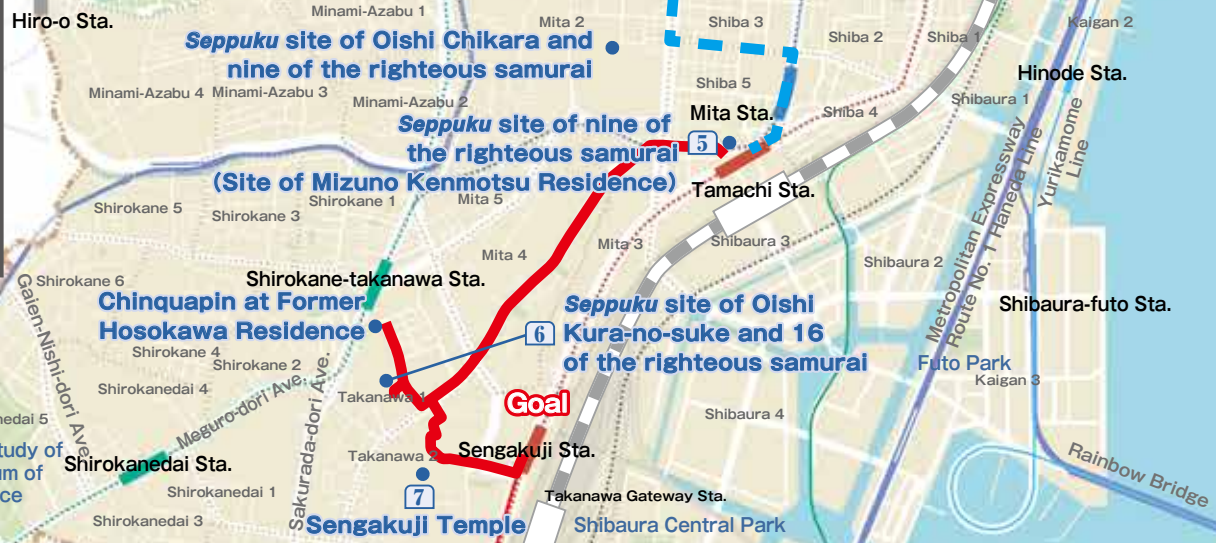 Hiro-o Sta.
Minami-Azabu 1
Mita 2
Shiba 3
Kaigan 2
Seppuku site of Oishi Chikara and
nine of the righteous samurai
Shiba 2
Shiba 1
Minami-Azabu 4
Minami-Azabu 3
Minami-Azabu 2
Shiba 5
Hinode Sta.
Shibaura 1
Shiba 4
Mita Sta.
Seppuku site of nine of
the righteous samurai
(Site of Mizuno Kenmotsu Residence)
5
Tamachi Sta.
Metropolitan Expressway
Route No. 1 Haneda Line
Yurikamome
Line
Shirokane 5
Shirokane 3
Shirokane 1
Mita 5
Mita 4
Mita 3
Shibaura 3
Shibaura 2
Shirokane 6
Gaien-Nishi-dori Ave.
Shirokane-takanawa Sta.
Chinquapin at Former
Hosokawa Residence
6
Seppuku site of Oishi
Kura-no-suke and 16
of the righteous samurai
Shibaura-futo Sta.
Shirokane 4
Shirokane 2
Shirokanedai 4
Meguro-dori Ave.
Sakurada-dori Ave.
Takanawa 1
Goal
Futo Park
Kaigan 3
Shibaura 4
nedai 5
tudy of
um of
ce
Shirokanedai Sta.
Takanawa 2
Sengakuji Sta.
Rainbow Bridge
Shirokanedai 1
7
Sengakuji Temple
Takanawa Gateway Sta.
Shirokanedai 3
Shibaura Central Park